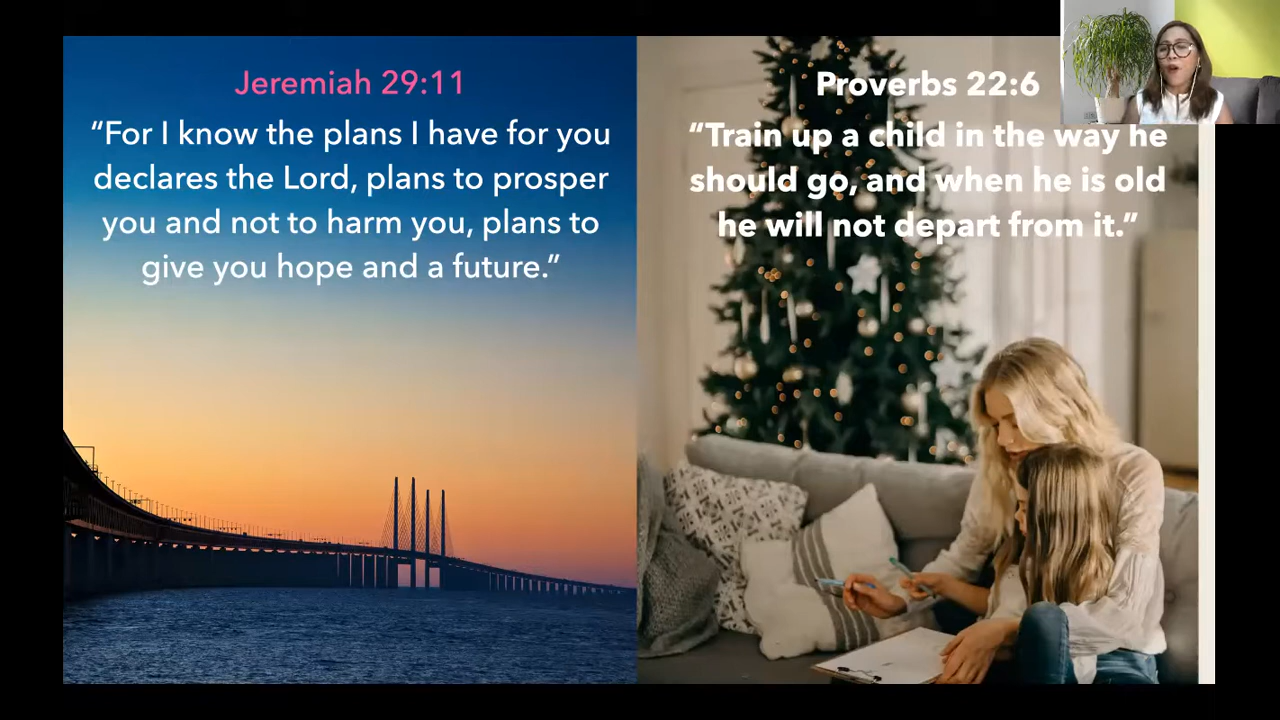 Jeremiah 29:11
“For I know the plans I have for you
declares the Lord, plans to prosper
you and not to harm you, plans to
give you hope and a future.”
Proverbs 22:6
“Train up a child in the way he
should go, and when he is old
he will not depart from it.”